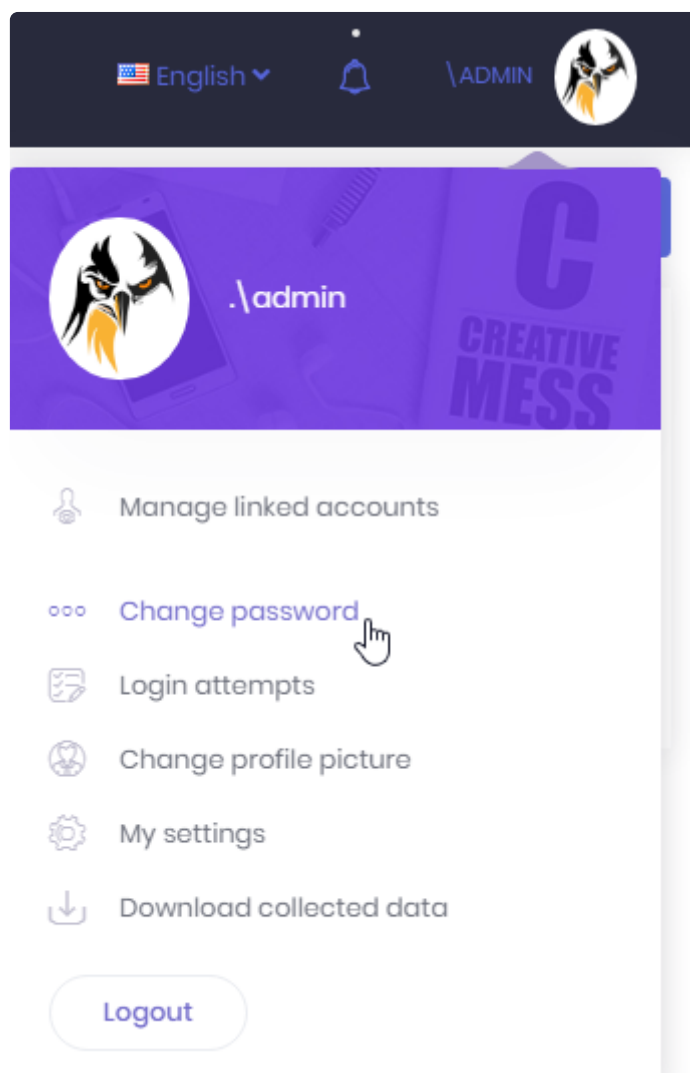 English
\ADMIN
.\admin
C
CREATIVE
MESS
Manage linked accounts
Change password
Login attempts
Change profile picture
My settings
Download collected data
Logout